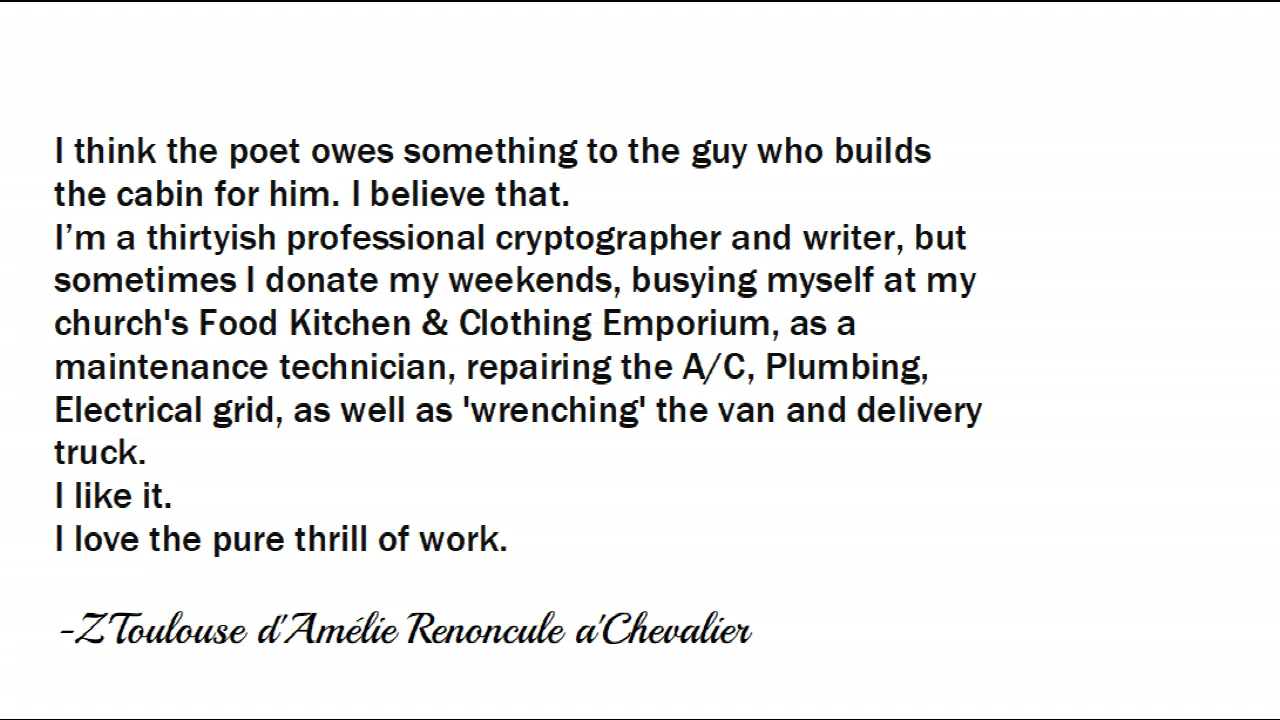 I think the poet owes something to the guy who builds
the cabin for him. I believe that.
I’m a thirtyish professional cryptographer and writer, but
sometimes I donate my weekends, busying myself at my
church's Food Kitchen & Clothing Emporium, as a
maintenance technician, repairing the A/C, Plumbing,
Electrical grid, as well as 'wrenching' the van and delivery
truck.
I like it.
I love the pure thrill of work.
-Z Toulouse d'Amélie Renoncule a'Chevalier